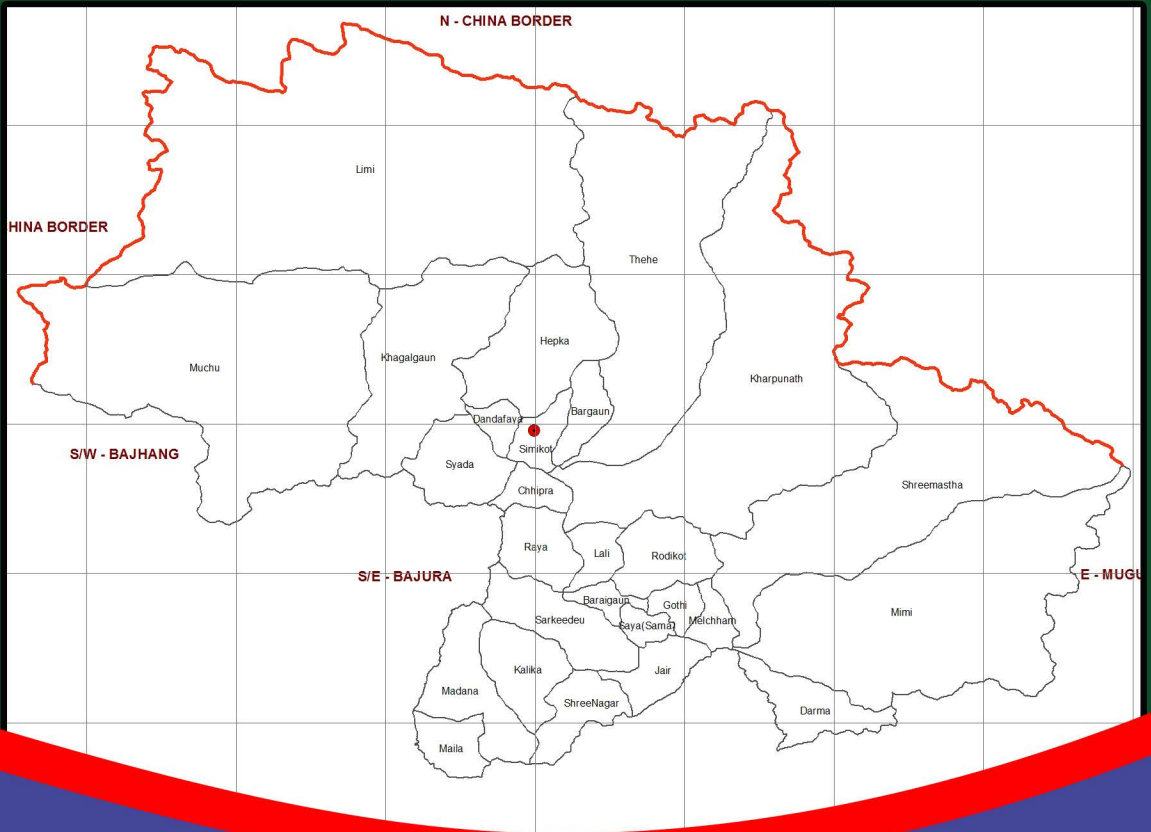 N - CHINA BORDER
Limi
HINA BORDER
Thehe
Hepka
Khagalgaun
Muchu
Kharpunath
Bargaun
Dandafaya
Simikot
S/W - BAJHANG
Syada
Shreemastha
Chhipra
Raya
Lali
Rodikot
S/E - BAJURA
E - MUGU
Baraigaun
Gothi
Mimi
Sarkeedeu
Saya(Sama)
Melchham
Kalika
Jair
Madana
ShreeNagar
Darma
Maila